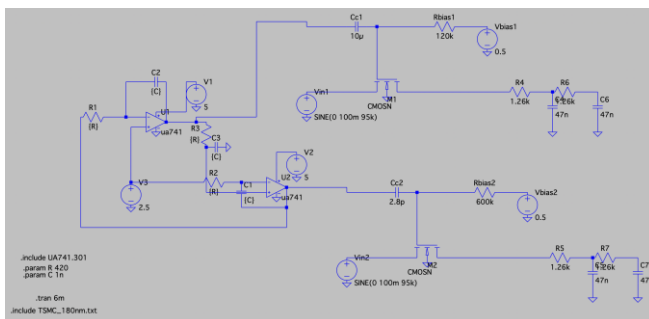 Cc1
10µ
Rbias1
120k
Vbias1
0.5
C2
{C}
V1
5
R1
{R}
U1
ua741
Vin1
SINE(0 100m 95k)
M1
CMOSN
R4
1.26k
R6
1.26k
C6
47n
47n
R3
{R}
C3
{C}
V2
5
V3
2.5
R2
{R}
C1
{C}
U2
ua741
Cc2
2.8p
Rbias2
600k
Vbias2
0.5
Vin2
SINE(0 100m 95k)
M2
CMOSN
R5
1.26k
R7
1.26k
C7
47n
47
.include UA741.301
.param R 420
.param C 1n
.tran 6m
.include TSMC_180nm.txt